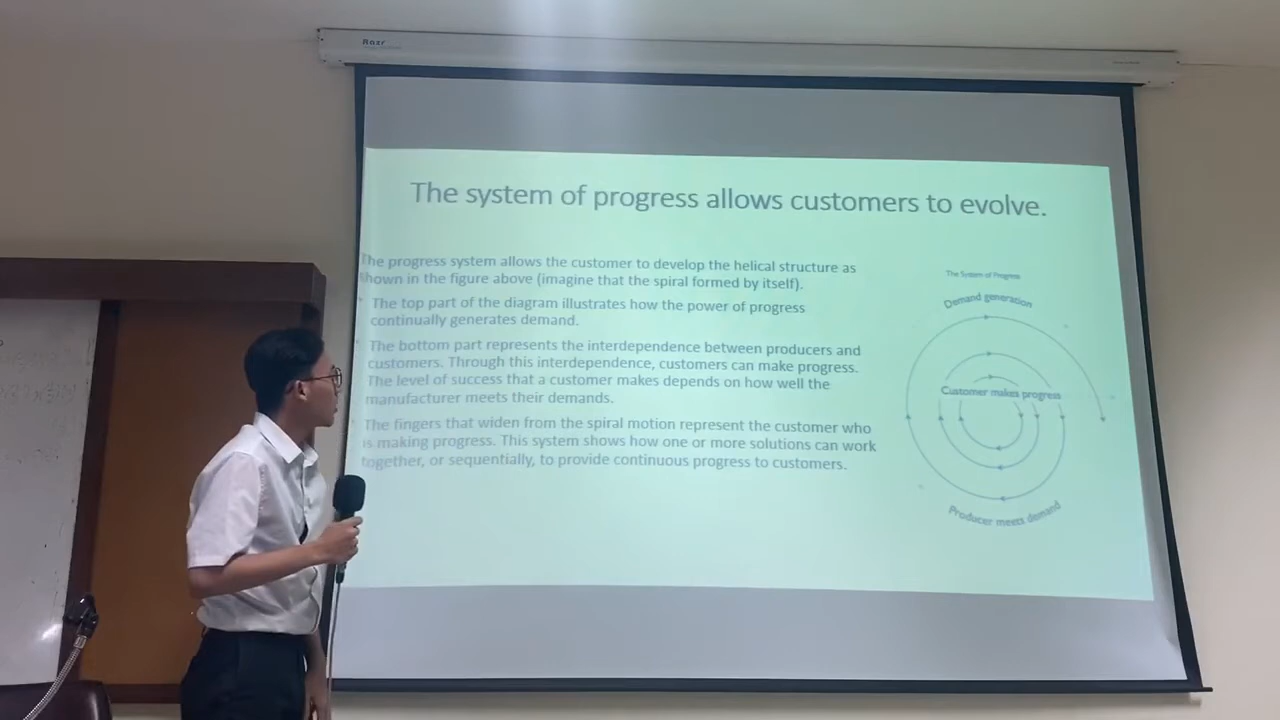 Razr
The system of progress allows customers to evolve.
The progress system allows the customer to develop the helical structure as
shown in the figure above (imagine that the spiral formed by itself).
The top part of the diagram illustrates how the power of progress
continually generates demand.
The bottom part represents the interdependence between producers and
customers. Through this interdependence, customers can make progress.
The level of success that a customer makes depends on how well the
manufacturer meets their demands.
The fingers that widen from the spiral motion represent the customer who
is making progress. This system shows how one or more solutions can work
together, or sequentially, to provide continuous progress to customers.
The System of Progress
Demand generation
Customer makes progress
Producer meets demand